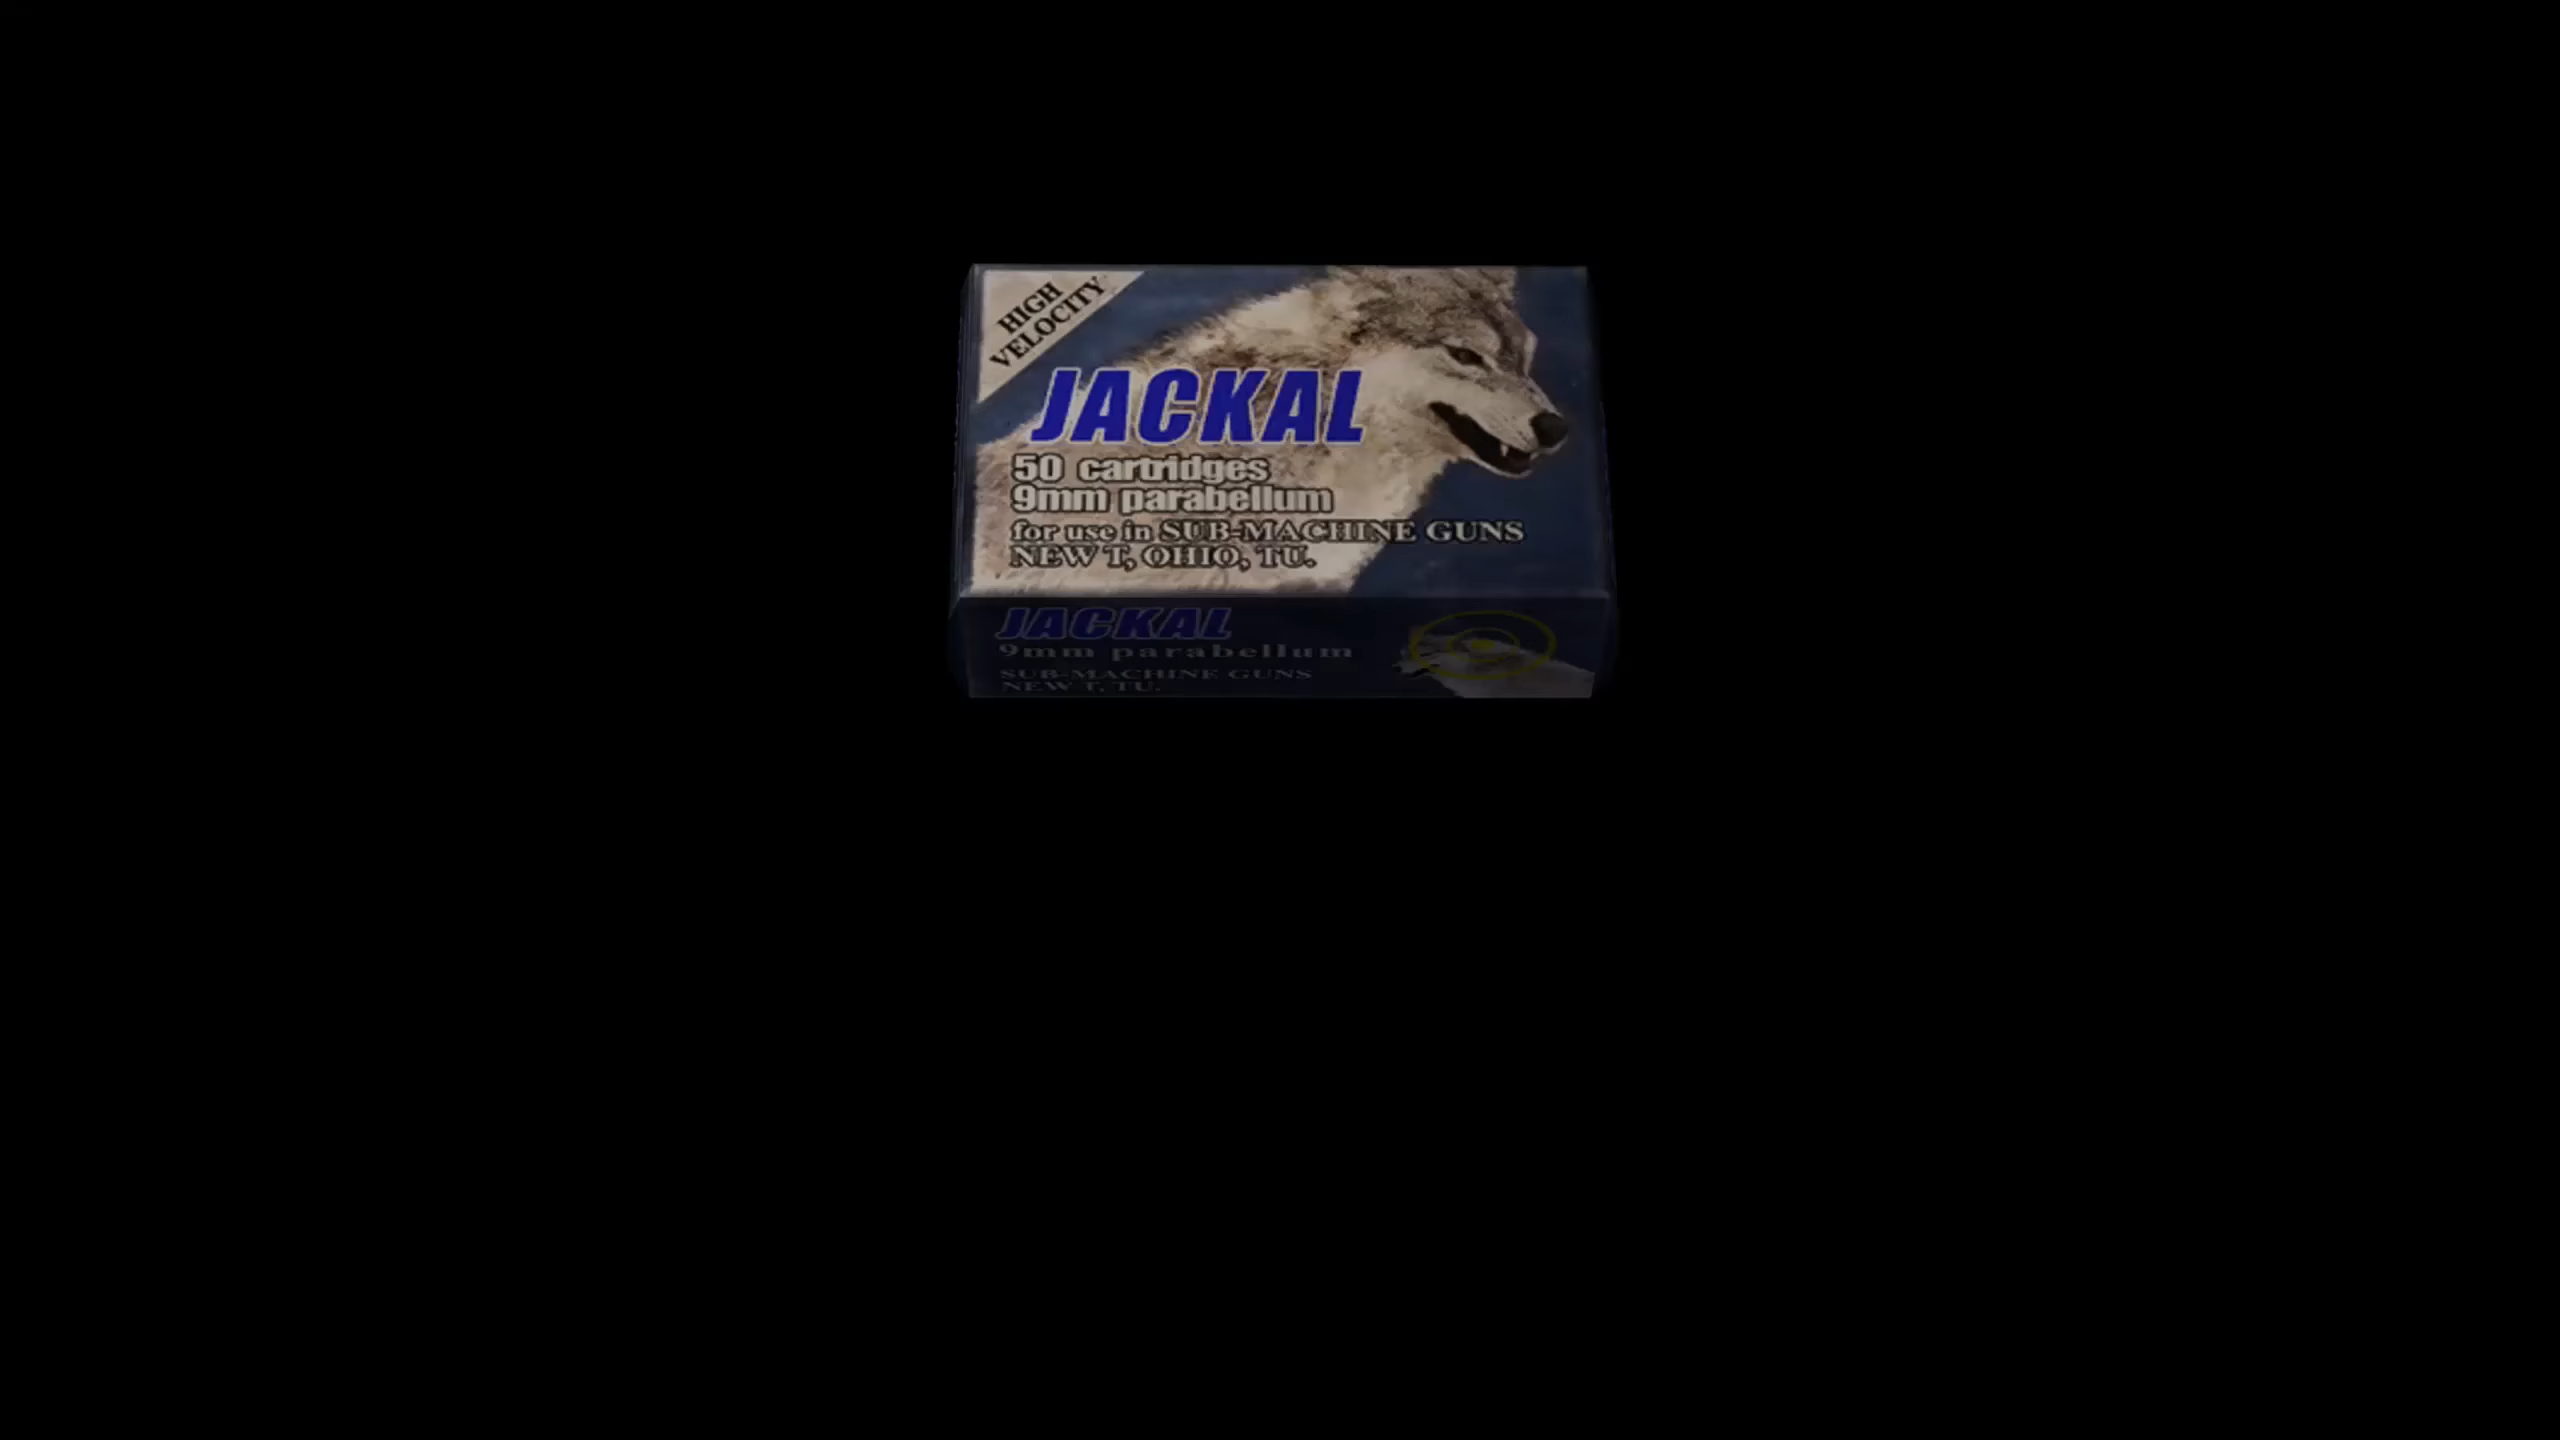 HIGH
VELOCITY
JACKAL
50 cartridges
9mm parabellum
for use in SUB-MACHINE GUNS
NEW T, OHIO, TU.
JACKAL
9mm parabellum
SUB-MACHINE GUNS
NEW T, TU.